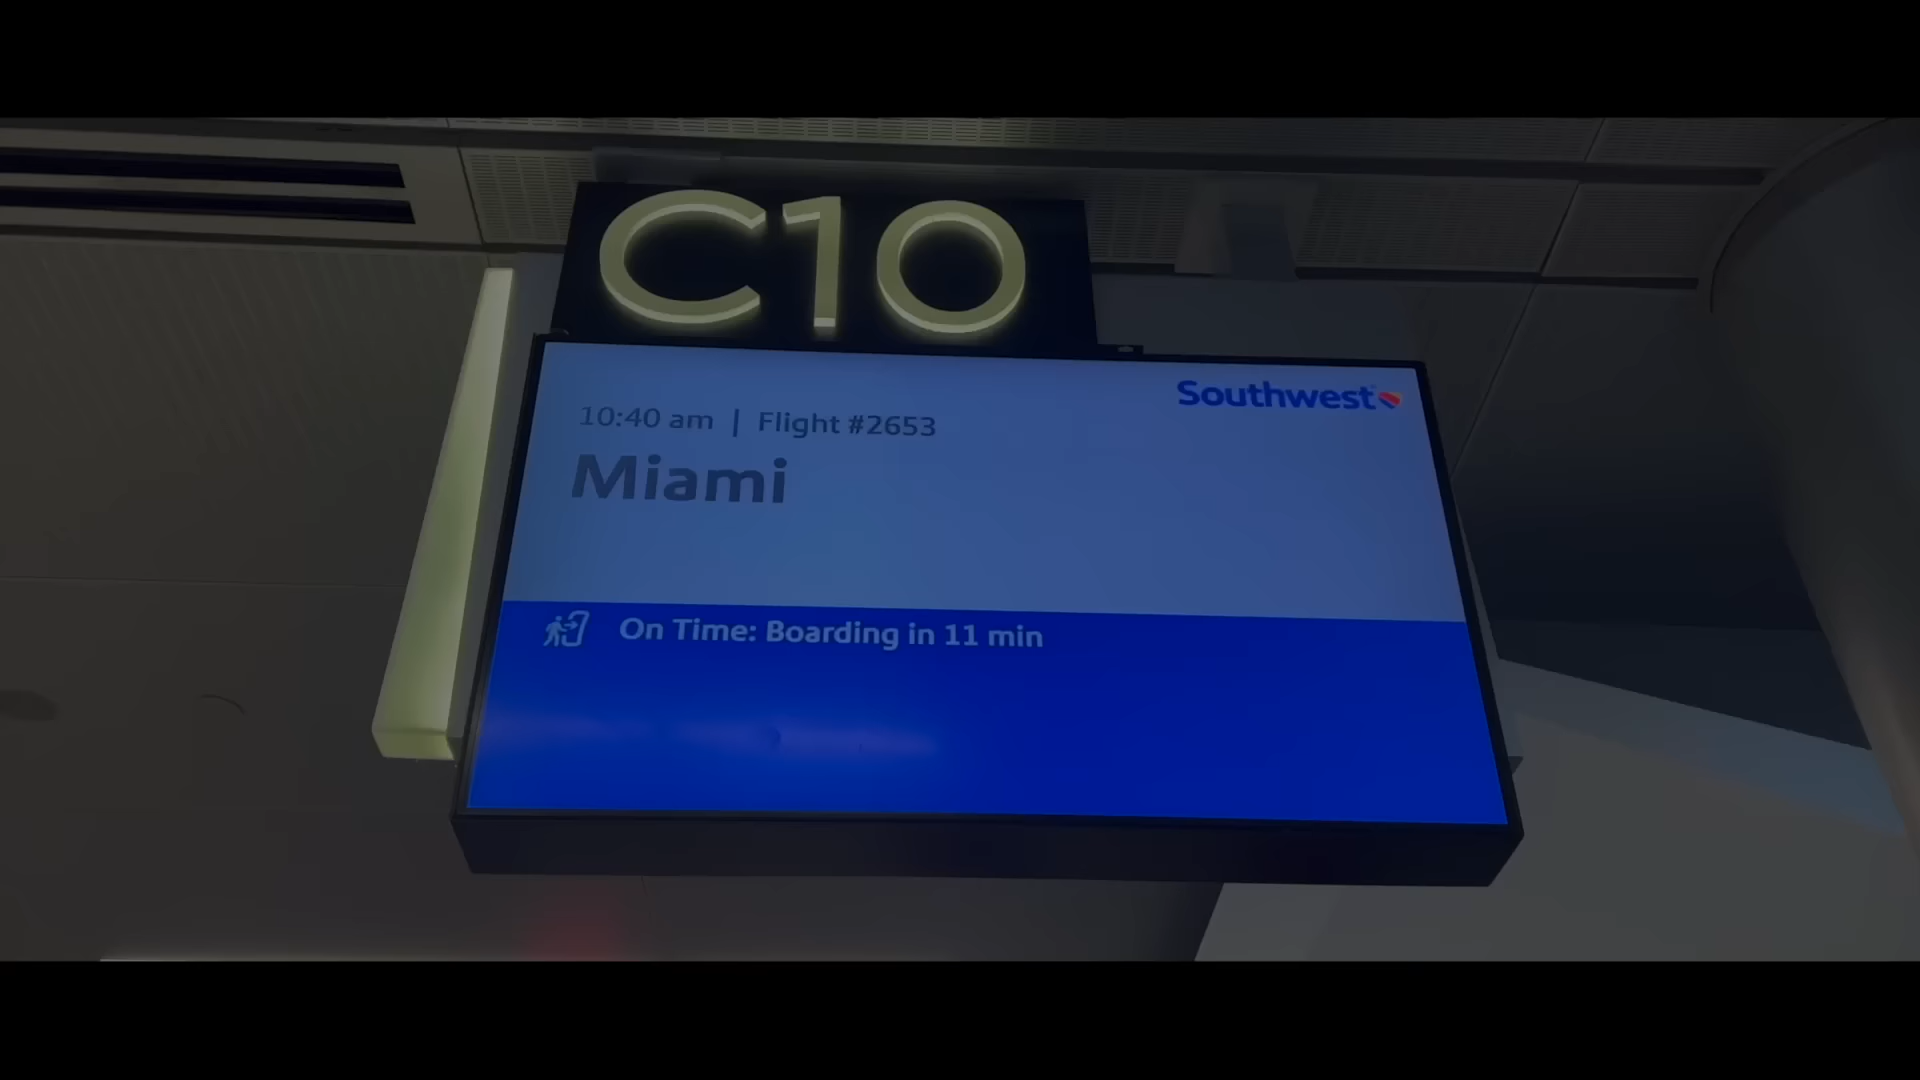 C10
Southwest
10:40 am | Flight #2653
Miami
On Time: Boarding in 11 min